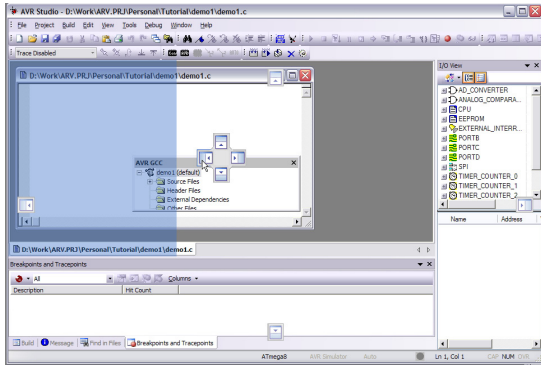 AVR Studio - D:\Work\ARV.PRJ\Personal\Tutorial\demo1\demo1.c
File Project Build Edit View Tools Debug Window Help
Trace Disabled
D:\Work\ARV.PRJ\Personal\Tutorial\demo1\demo1.c
AVR GCC
demo1 (default)
Source Files
Header Files
External Dependencies
Other Files
D:\Work\ARV.PRJ\Personal\Tutorial\demo1\demo1.c
Breakpoints and Tracepoints
All
Columns
Description Hit Count
Build Message Find in Files Breakpoints and Tracepoints
I/O View
AD_CONVERTER
ANALOG_COMPARA...
CPU
EEPROM
EXTERNAL_INTERR...
PORTB
PORTC
PORTD
SPI
TIMER_COUNTER_0
TIMER_COUNTER_1
TIMER_COUNTER_2
Name Address
ATmega8 AVR Simulator Auto Ln 1, Col 1 CAP NUM OVR